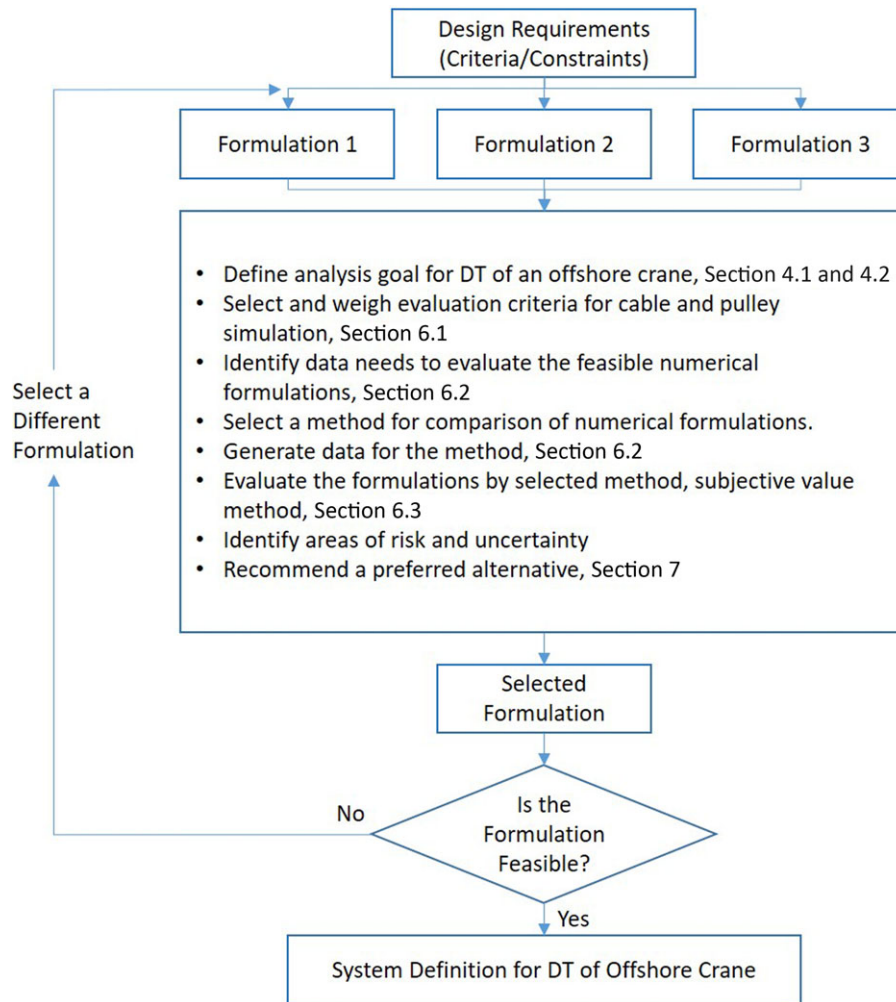 Design Requirements
(Criteria/Constraints)
Formulation 1
Formulation 2
Formulation 3
• Define analysis goal for DT of an offshore crane, Section 4.1 and 4.2
• Select and weigh evaluation criteria for cable and pulley
simulation, Section 6.1
• Identify data needs to evaluate the feasible numerical
formulations, Section 6.2
• Select a method for comparison of numerical formulations.
• Generate data for the method, Section 6.2
• Evaluate the formulations by selected method, subjective value
method, Section 6.3
• Identify areas of risk and uncertainty
• Recommend a preferred alternative, Section 7
Select a
Different
Formulation
Selected
Formulation
No
Is the
Formulation
Feasible?
Yes
System Definition for DT of Offshore Crane